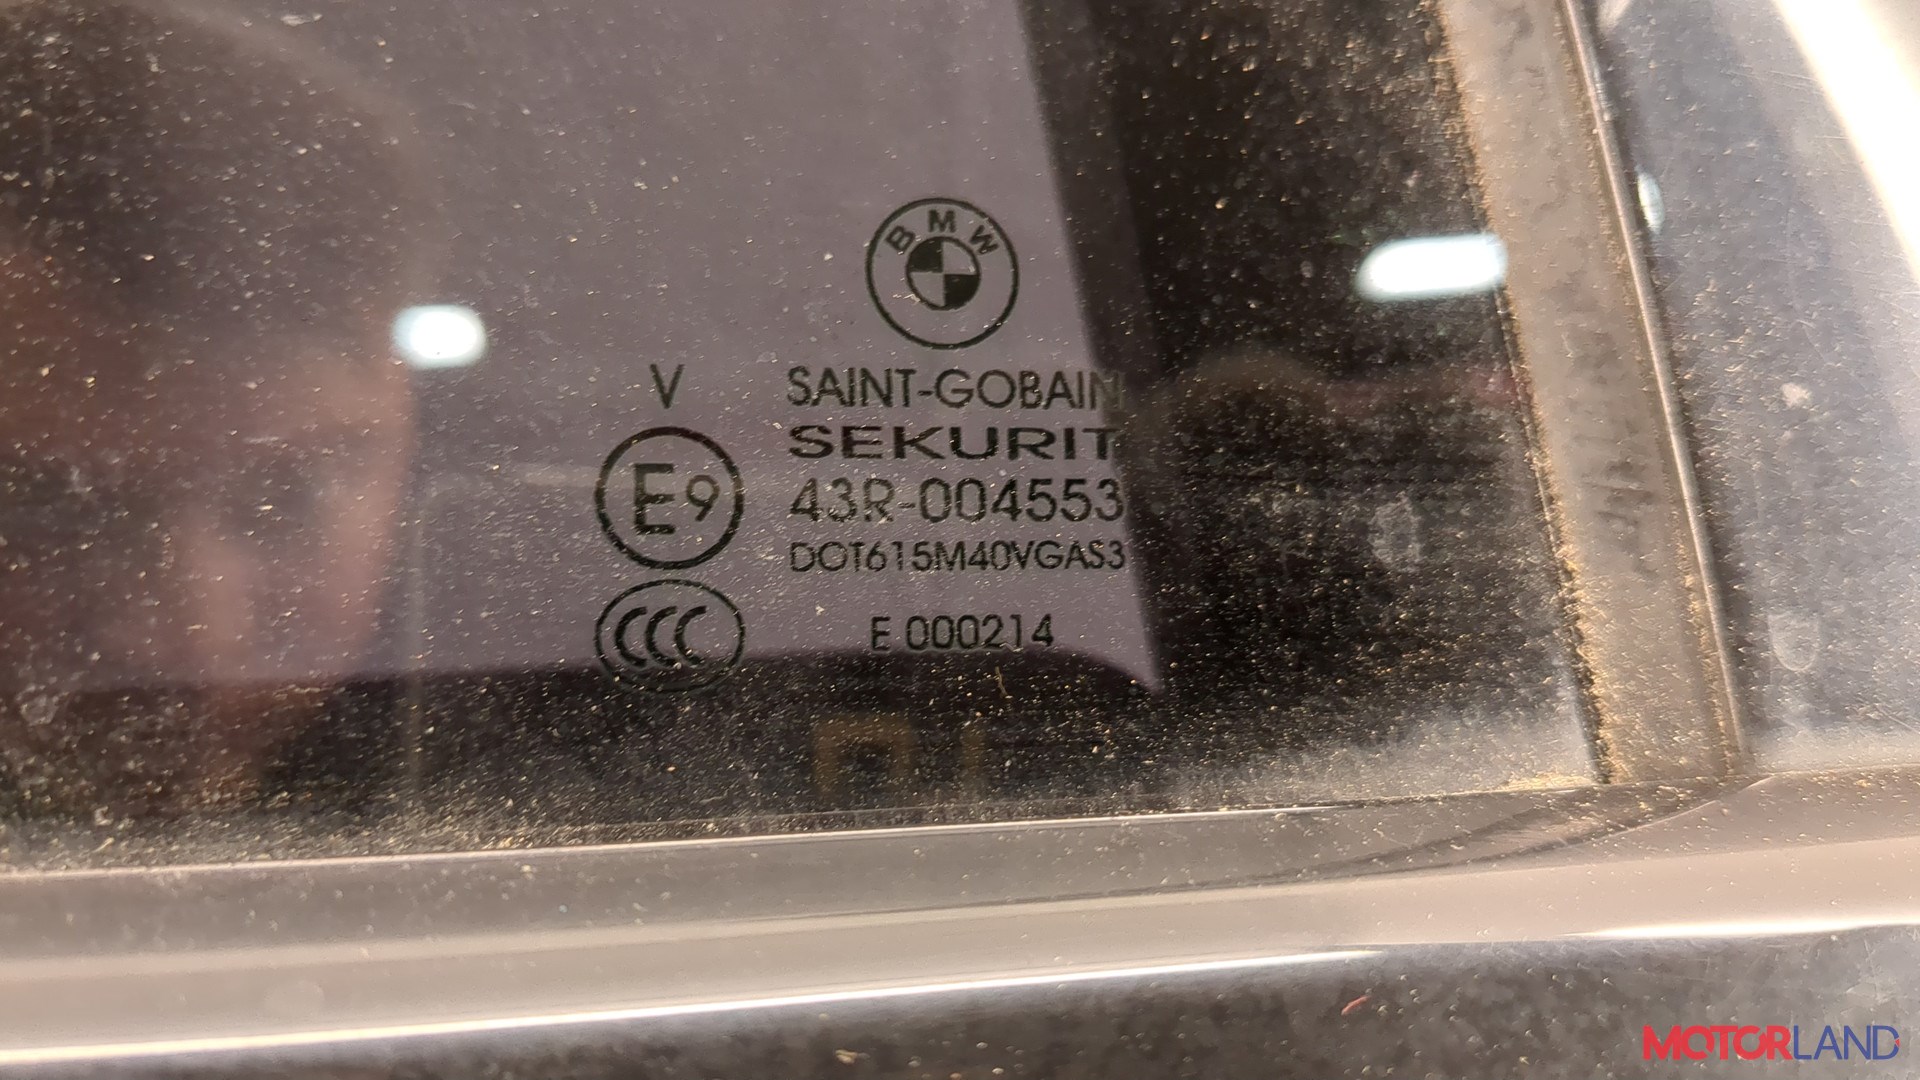 BMW
V
SAINT-GOBAIN
SEKURIT
E9
43R-004553
DOT615M40VGAS3
CCC
E 000214
MOTORLAND